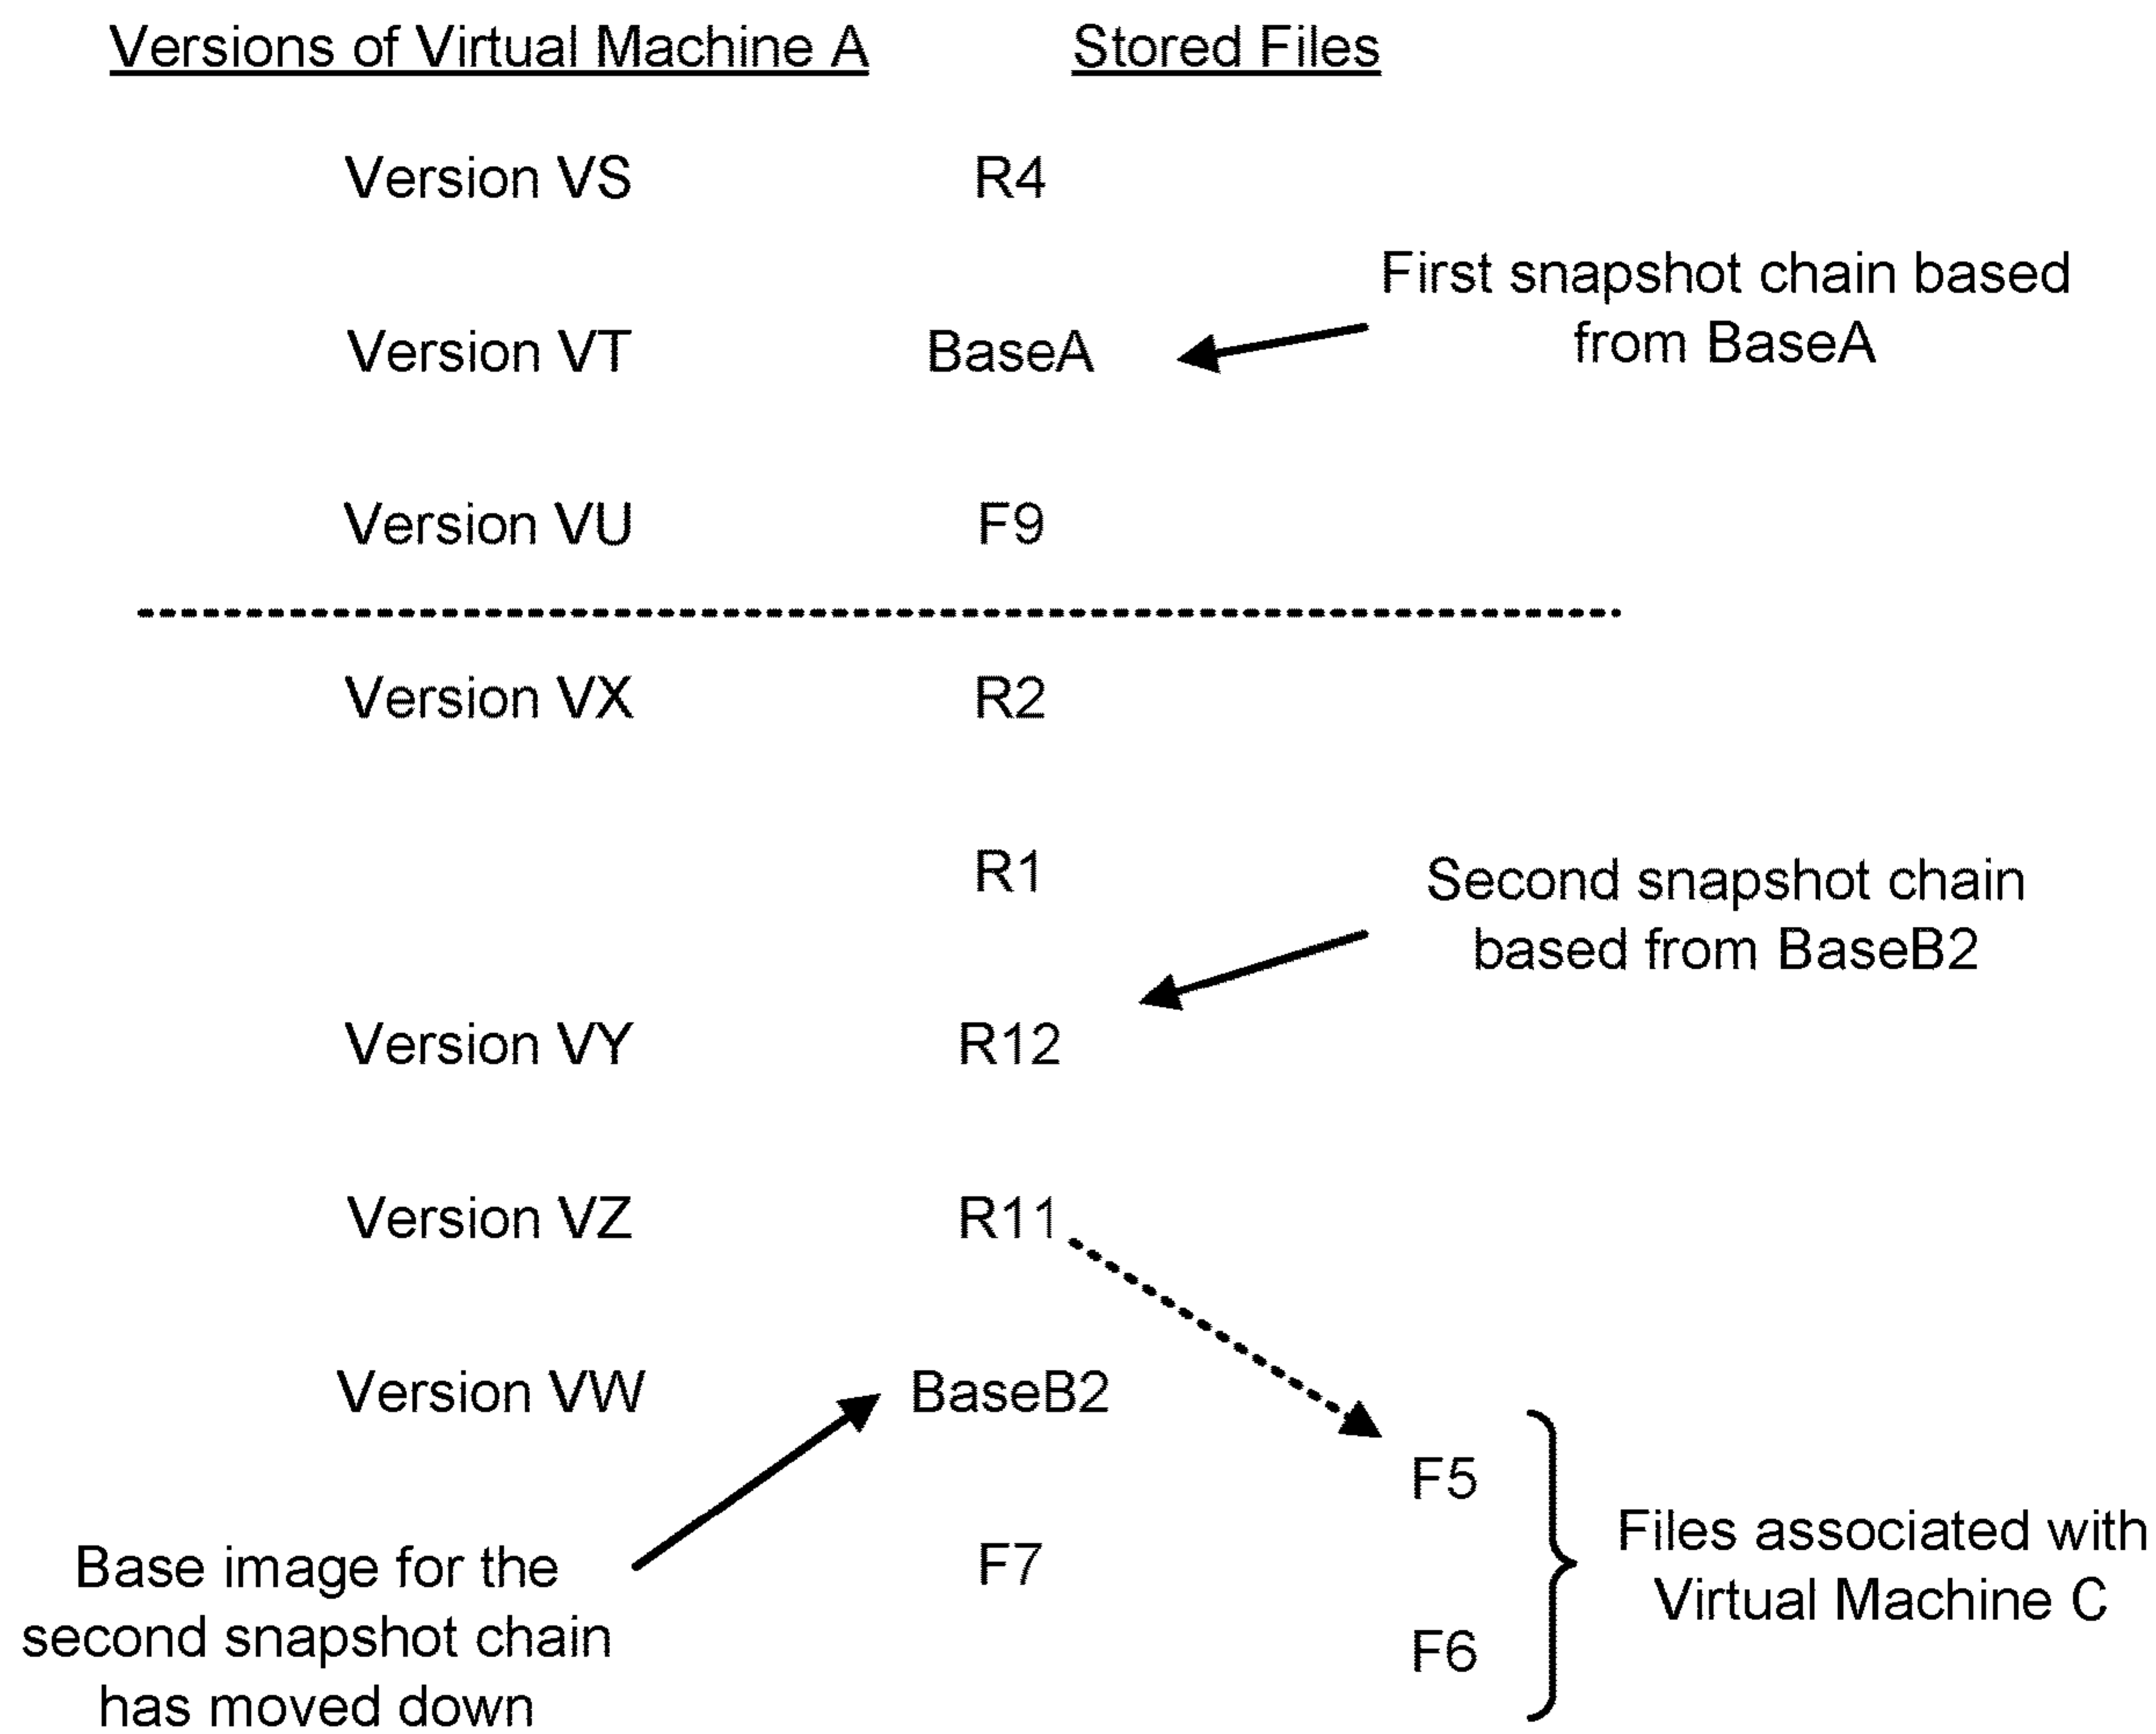 Versions of Virtual Machine A Stored Files
Version VS R4
First snapshot chain based
from BaseA
Version VT BaseA
Version VU F9
Version VX R2
R1
Second snapshot chain
based from BaseB2
Version VY R12
Version VZ R11
Version VW BaseB2
F5
Base image for the
second snapshot chain
has moved down
F7
Files associated with
Virtual Machine C
F6